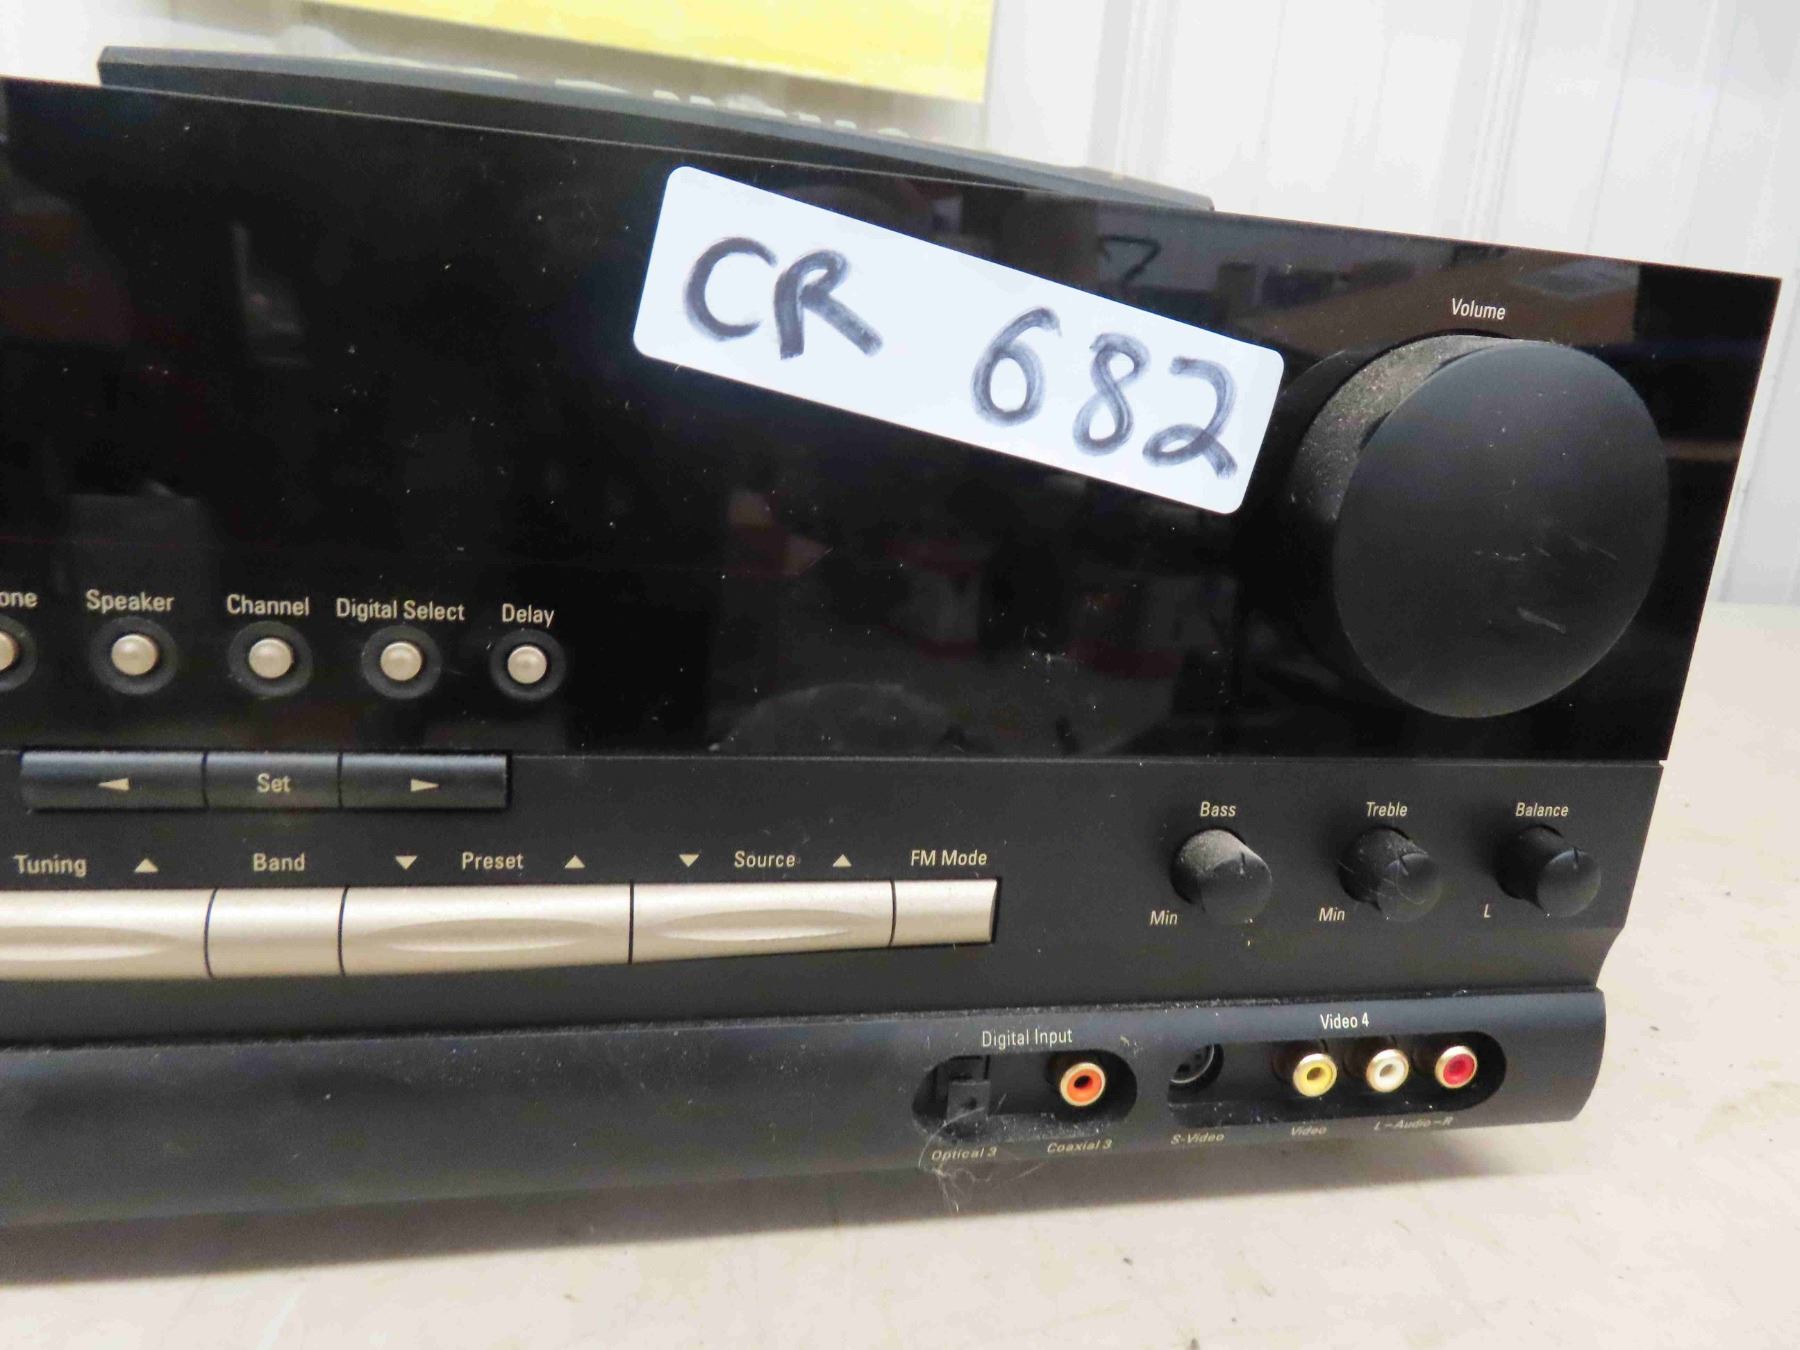 CR 682
Volume
Speaker Channel Digital Select Delay
Set
Bass Treble Balance
Tuning Band Preset Source FM Mode
Min Min L
Digital Input Video 4
Optical 3 Coaxial 3 S-Video Video L-Audio-R